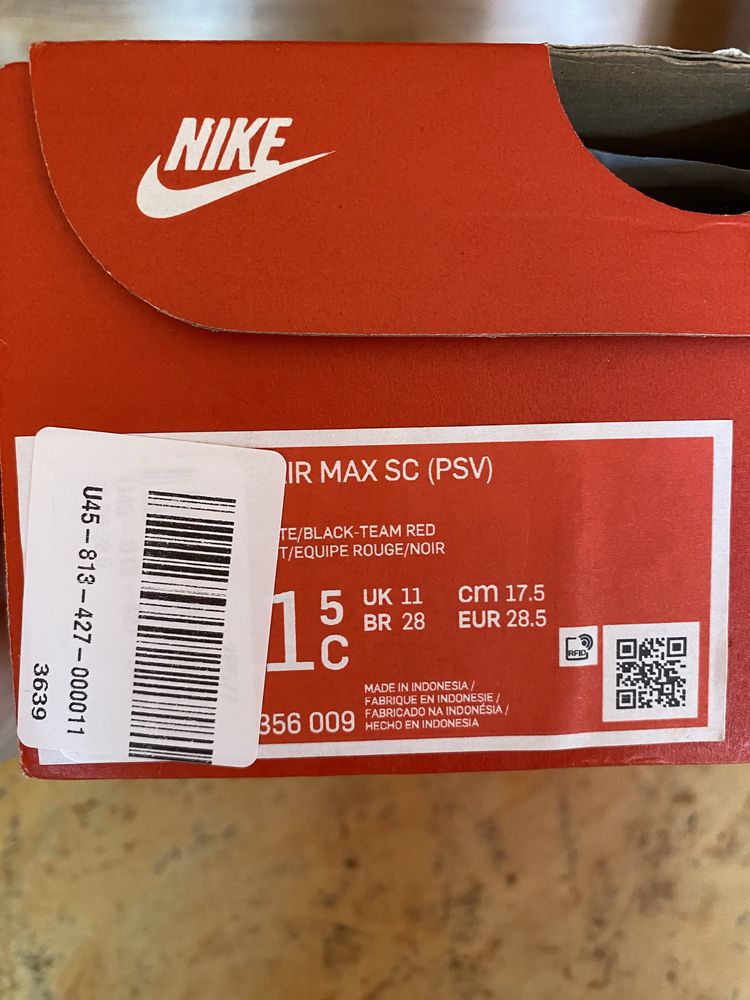 NIKE
IR MAX SC (PSV)
TE/BLACK-TEAM RED
T/EQUIPE ROUGE/NOIR
1 5 C
UK 11 cm 17.5
BR 28 EUR 28.5
RFID
MADE IN INDONESIA /
FABRIQUE EN INDONESIE /
FABRICADO NA INDONÉSIA /
HECHO EN INDONESIA
356 009
U45-813-427-000011
3639